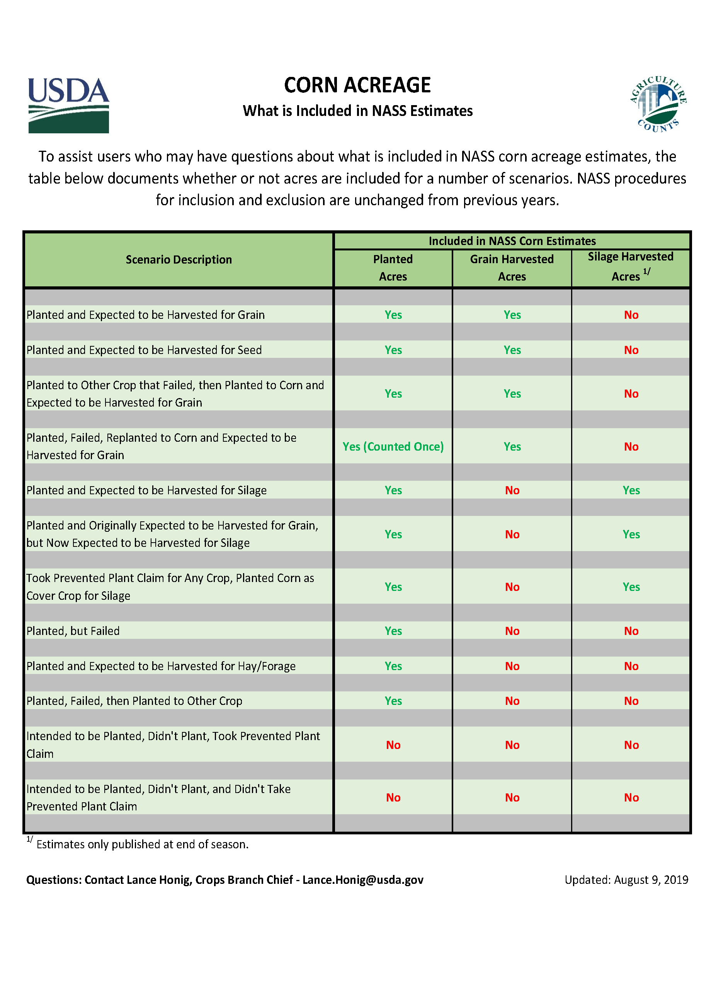 USDA
CORN ACREAGE
What is Included in NASS Estimates
AGRICULTURE
COUNTS
To assist users who may have questions about what is included in NASS corn acreage estimates, the
table below documents whether or not acres are included for a number of scenarios. NASS procedures
for inclusion and exclusion are unchanged from previous years.
Scenario Description
Included in NASS Corn Estimates
Planted
Acres
Grain Harvested
Acres
Silage Harvested
Acres 1/
Planted and Expected to be Harvested for Grain Yes Yes No
Planted and Expected to be Harvested for Seed Yes Yes No
Planted to Other Crop that Failed, then Planted to Corn and
Expected to be Harvested for Grain
Yes Yes No
Planted, Failed, Replanted to Corn and Expected to be
Harvested for Grain
Yes (Counted Once) Yes No
Planted and Expected to be Harvested for Silage Yes No Yes
Planted and Originally Expected to be Harvested for Grain,
but Now Expected to be Harvested for Silage
Yes No Yes
Took Prevented Plant Claim for Any Crop, Planted Corn as
Cover Crop for Silage
Yes No Yes
Planted, but Failed Yes No No
Planted and Expected to be Harvested for Hay/Forage Yes No No
Planted, Failed, then Planted to Other Crop Yes No No
Intended to be Planted, Didn't Plant, Took Prevented Plant
Claim
No No No
Intended to be Planted, Didn't Plant, and Didn't Take
Prevented Plant Claim
No No No
1/ Estimates only published at end of season.
Questions: Contact Lance Honig, Crops Branch Chief - Lance.Honig@usda.gov Updated: August 9, 2019